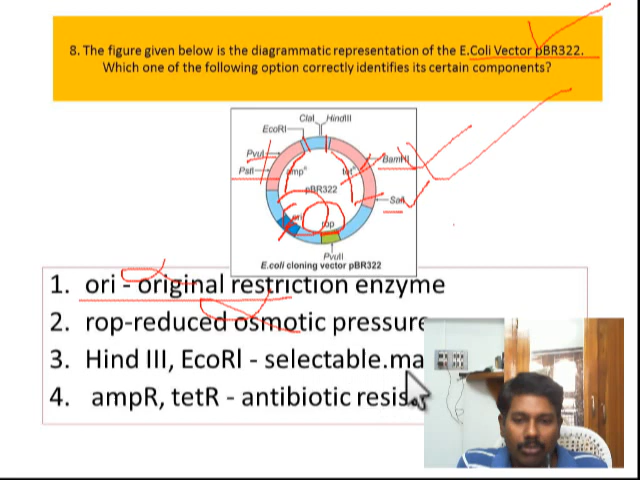 8. The figure given below is the diagrammatic representation of the E.Coli Vector pBR322.
Which one of the following option correctly identifies its certain components?
ClaI HindIII
EcoRI
PvuI BamHI
PstI
amp^R tet^R
pBR322
SalI
ori rop
PvuII
E.coli cloning vector pBR322
1. ori - original restriction enzyme
2. rop-reduced osmotic pressure
3. Hind III, EcoRl - selectable.ma
4. ampR, tetR - antibiotic resis